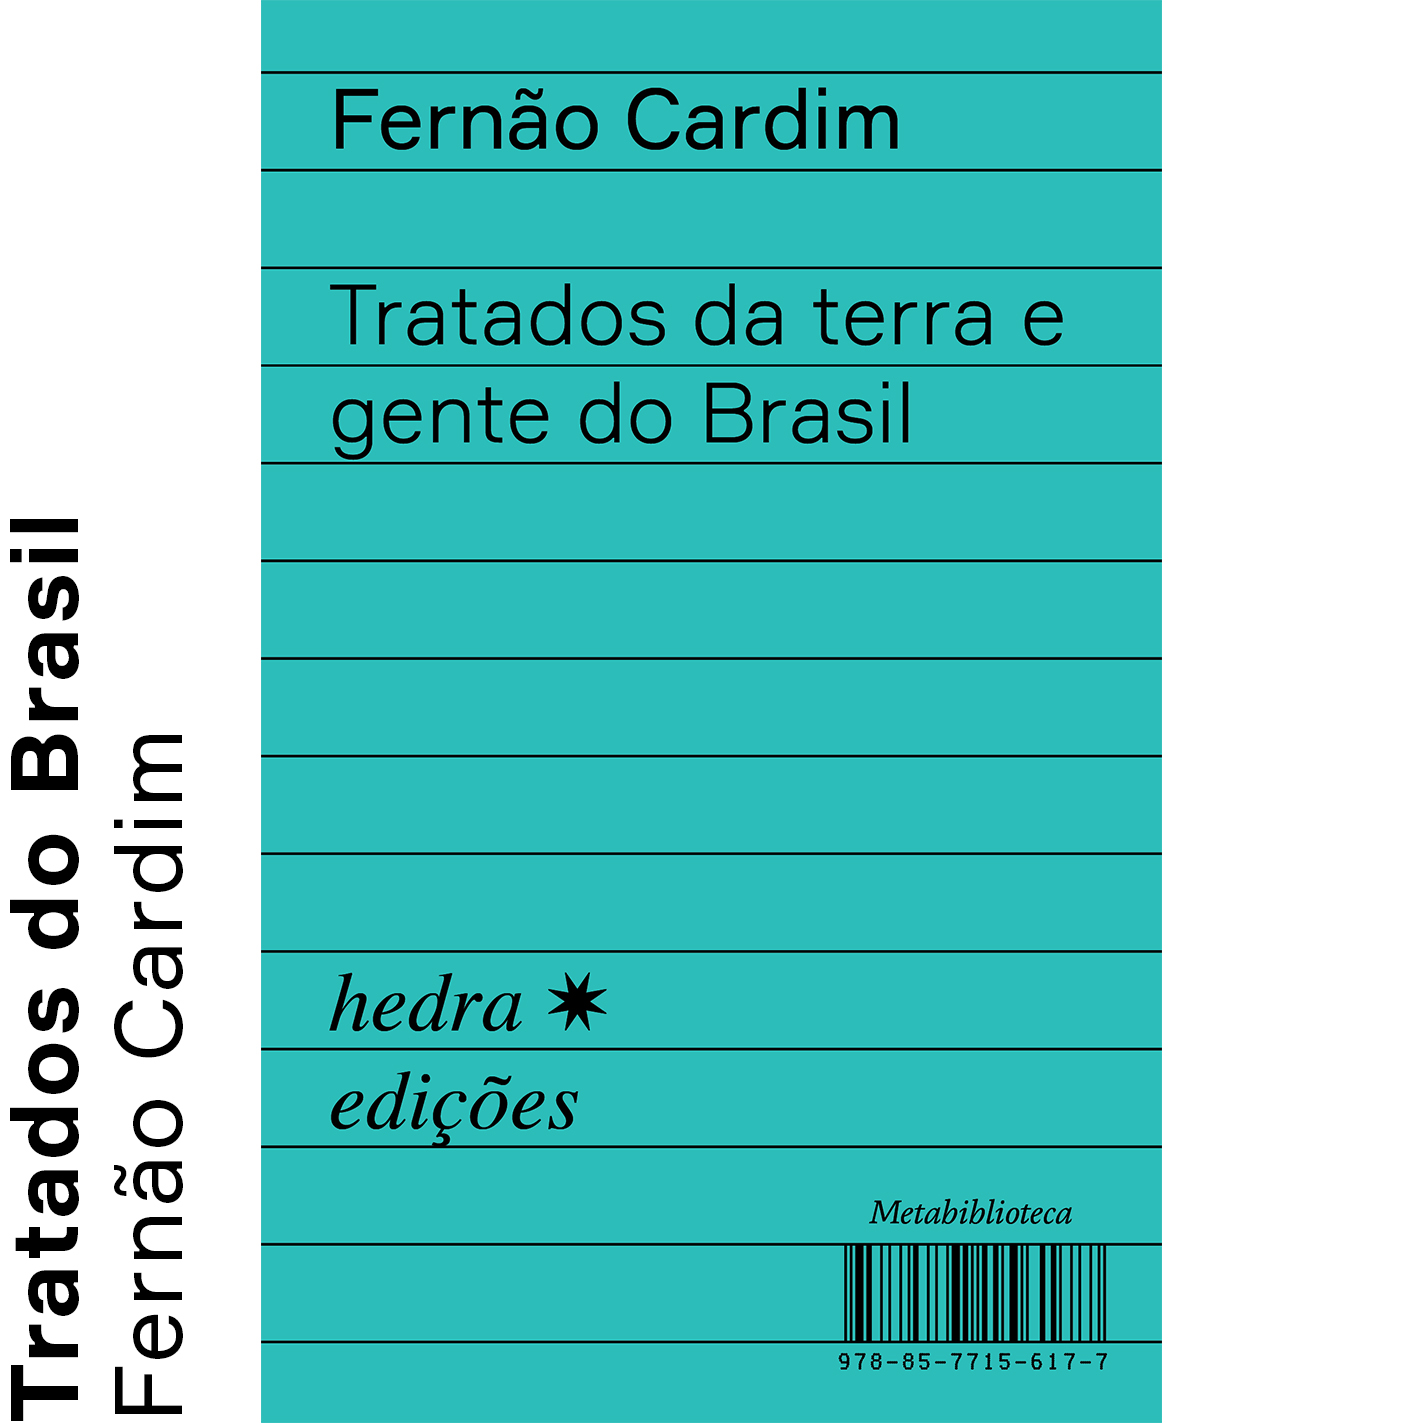 Tratados do Brasil
Fernão Cardim
Fernão Cardim
Tratados da terra e
gente do Brasil
hedra
edições
Metabiblioteca
978-85-7715-617-7